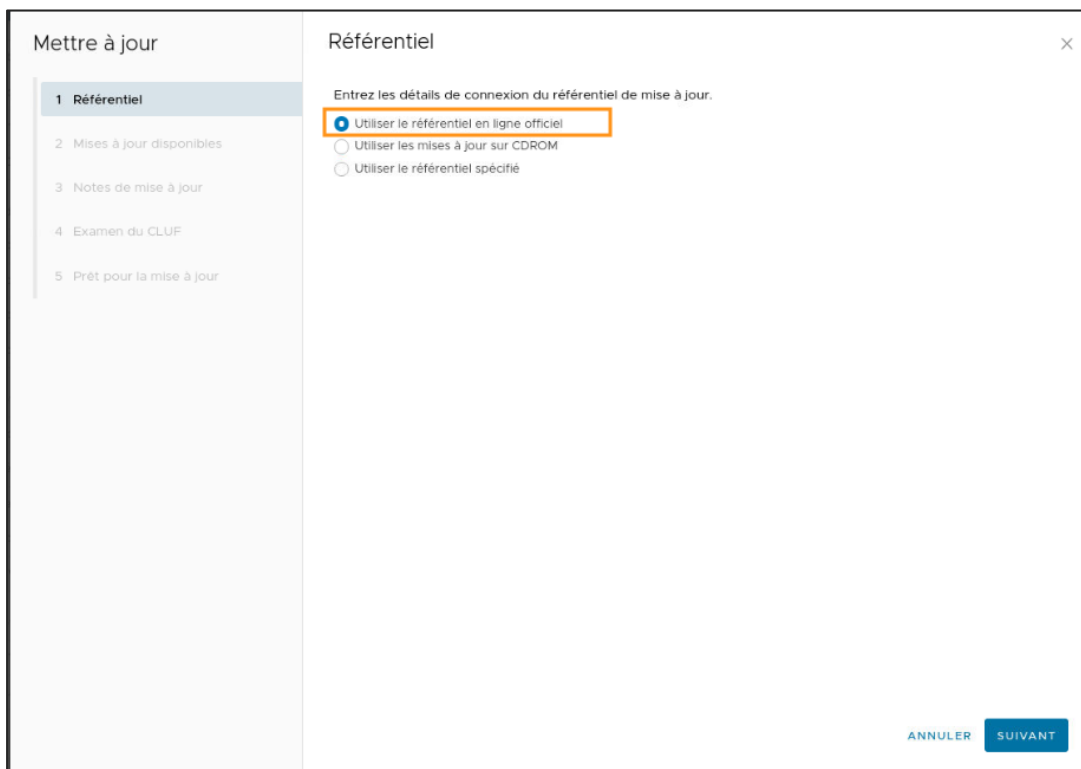 Mettre à jour
1 Référentiel
2 Mises à jour disponibles
3 Notes de mise à jour
4 Examen du CLUF
5 Prêt pour la mise à jour
Référentiel
Entrez les détails de connexion du référentiel de mise à jour.
Utiliser le référentiel en ligne officiel
Utiliser les mises à jour sur CDROM
Utiliser le référentiel spécifié
ANNULER SUIVANT